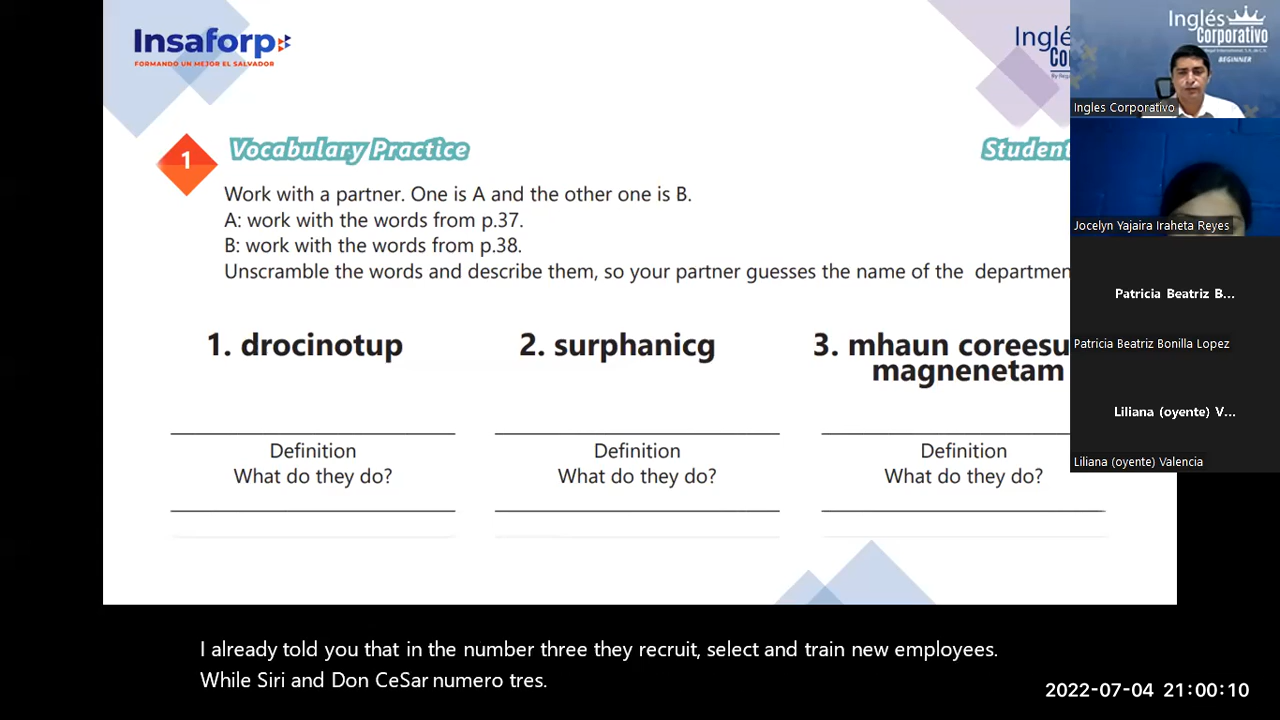 Insaforp
FORMANDO UN MEJOR EL SALVADOR
Inglés
Corporativo
BEGINNER
Ingles Corporativo
1
Vocabulary Practice
Student
Work with a partner. One is A and the other one is B.
A: work with the words from p.37.
B: work with the words from p.38.
Unscramble the words and describe them, so your partner guesses the name of the departmen
Jocelyn Yajaira Iraheta Reyes
Patricia Beatriz B...
Patricia Beatriz Bonilla Lopez
Liliana (oyente) V...
Liliana (oyente) Valencia
1. drocinotup
2. surphanicg
3. mhaun coreesu
magnenetam
Definition
What do they do?
Definition
What do they do?
Definition
What do they do?
I already told you that in the number three they recruit, select and train new employees.
While Siri and Don CeSar numero tres.
2022-07-04 21:00:10